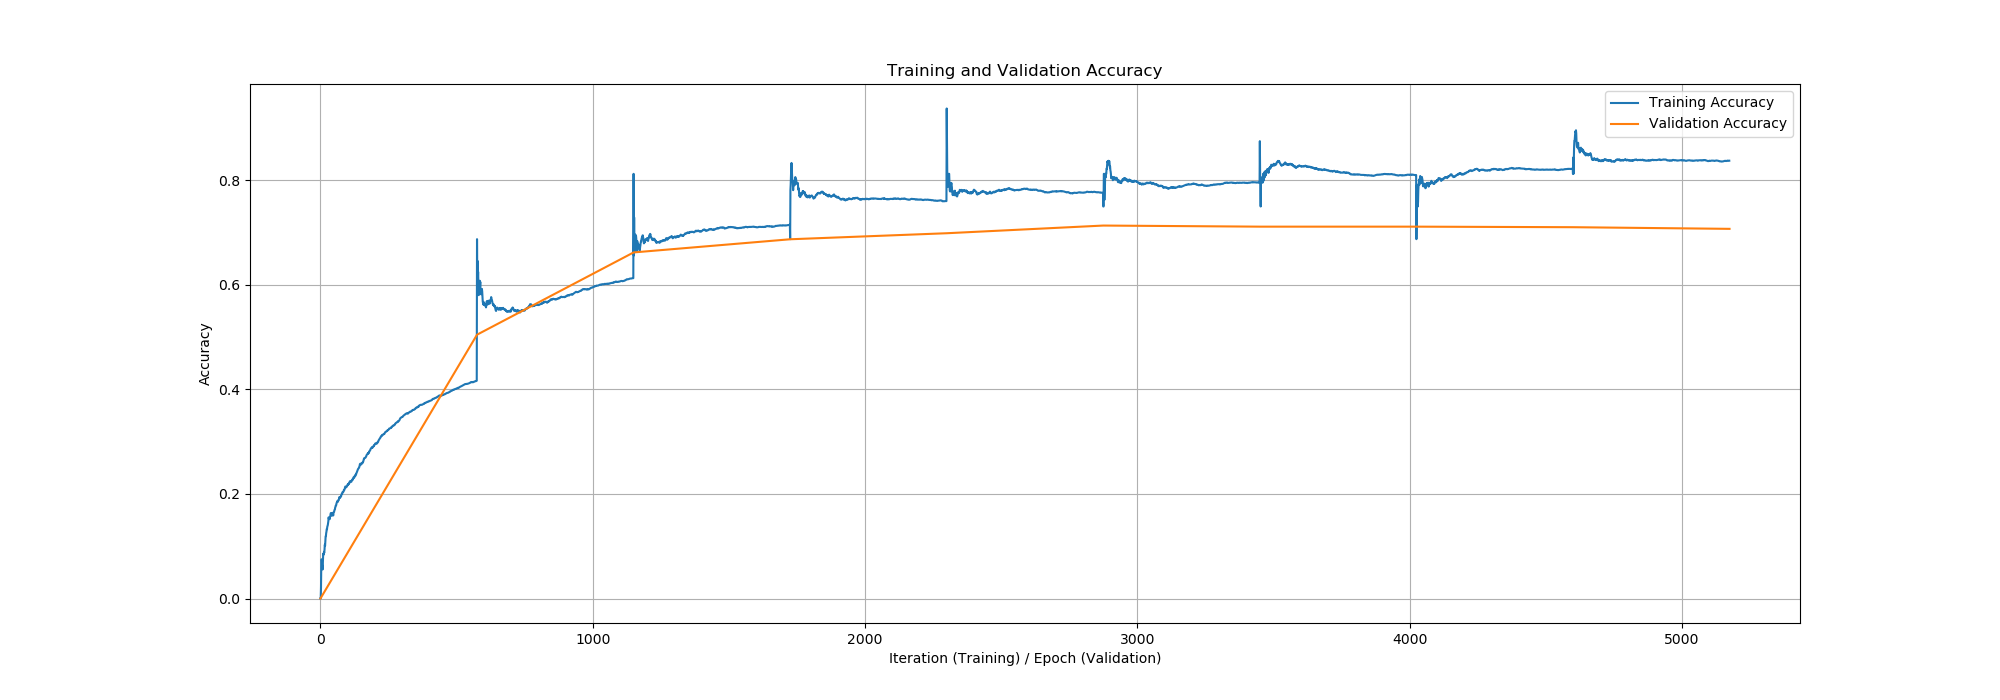 Training and Validation Accuracy
Training Accuracy
Validation Accuracy
Accuracy
0.8
0.6
0.4
0.2
0.0
0 1000 2000 3000 4000 5000
Iteration (Training) / Epoch (Validation)